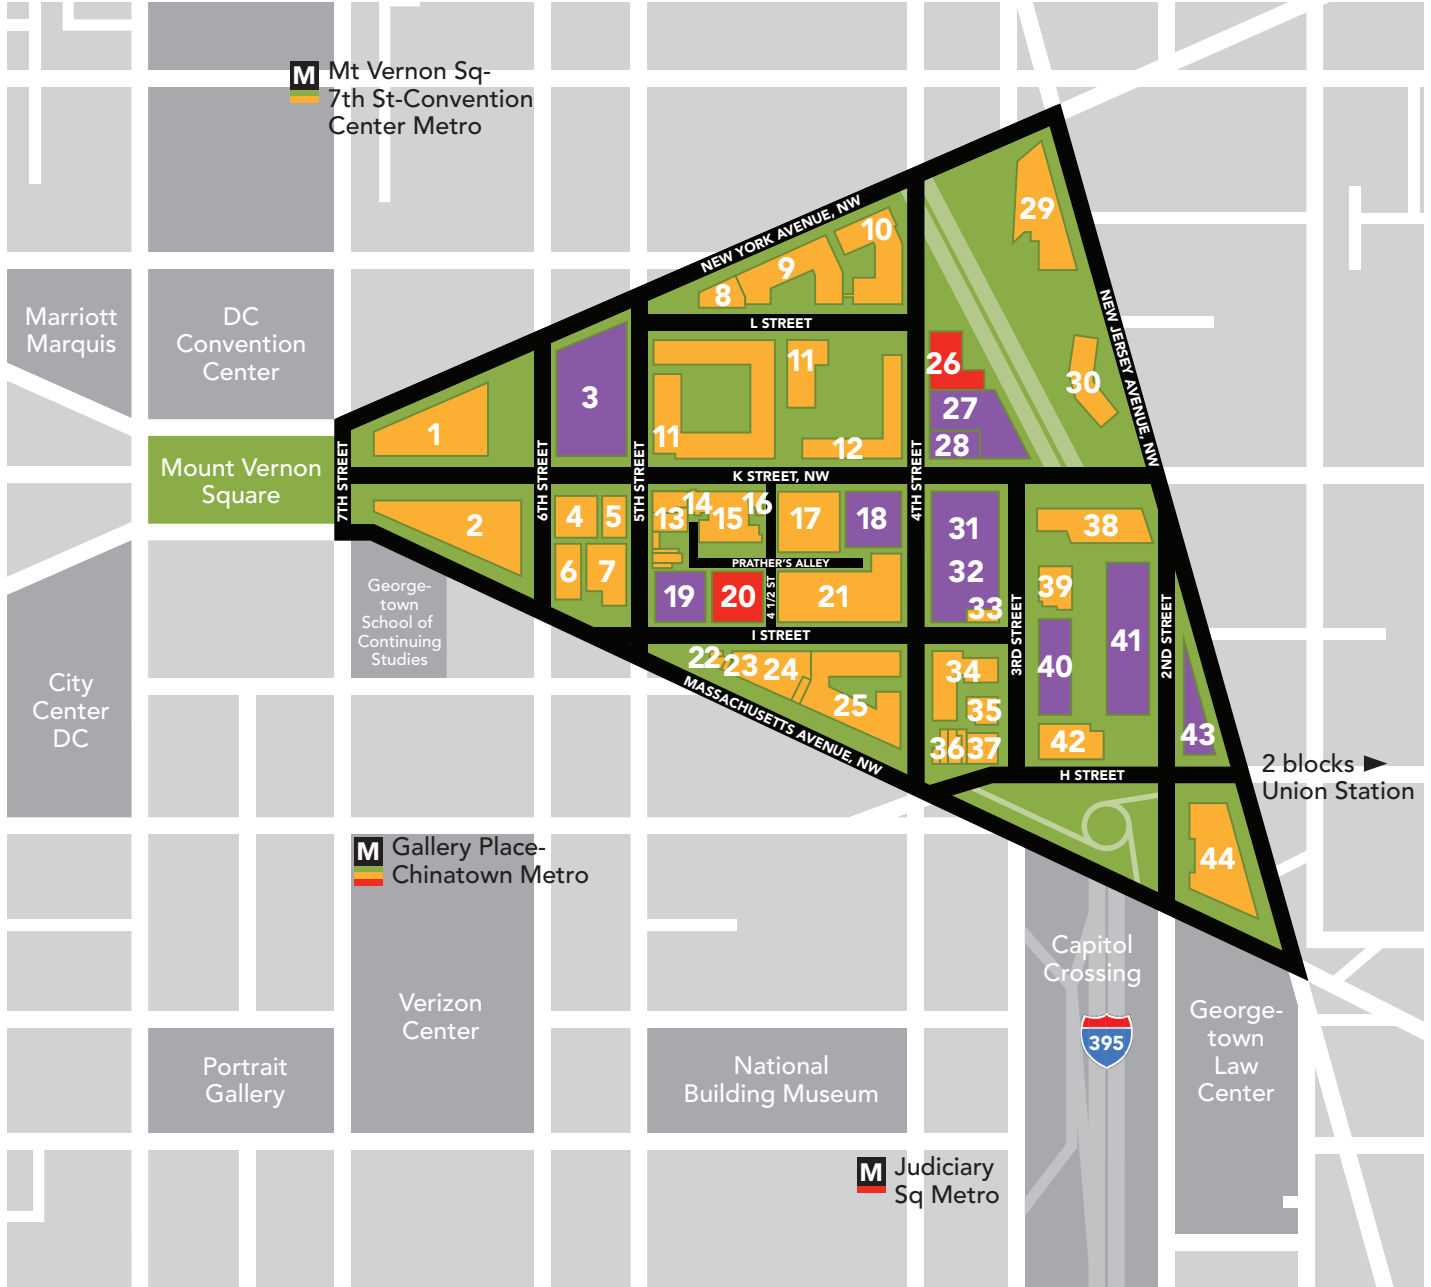 M
Mt Vernon Sq-
7th St-Convention
Center Metro
Marriott
Marquis
DC
Convention
Center
Mount Vernon
Square
City
Center
DC
George-
town
School of
Continuing
Studies
NEW YORK AVENUE, NW
NEW JERSEY AVENUE, NW
MASSACHUSETTS AVENUE, NW
L STREET
K STREET, NW
PRATHER'S ALLEY
4 1/2 ST
I STREET
H STREET
7TH STREET
6TH STREET
5TH STREET
4TH STREET
3RD STREET
2ND STREET
1
2
3
4
5
6
7
8
9
10
11
11
12
13
14
15
16
17
18
19
20
21
22
23
24
25
26
27
28
29
30
31
32
33
34
35
36
37
38
39
40
41
42
43
44
2 blocks
Union Station
M
Gallery Place-
Chinatown Metro
Verizon
Center
Portrait
Gallery
National
Building Museum
Capitol
Crossing
395
George-
town
Law
Center
M
Judiciary
Sq Metro